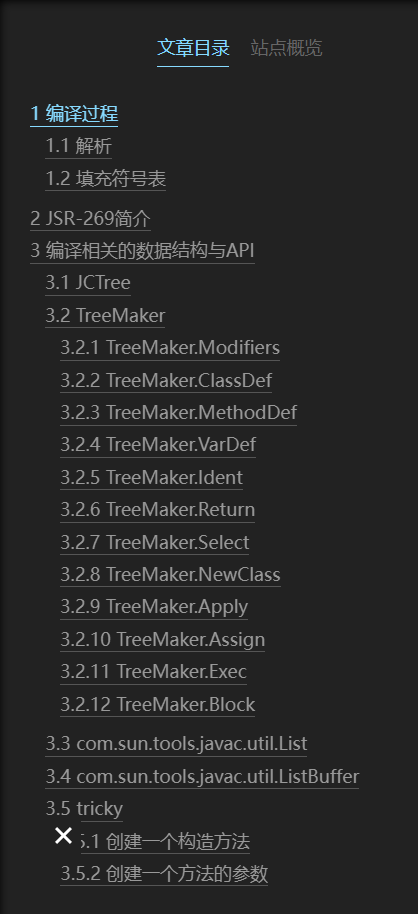 文章目录 站点概览
1 编译过程
1.1 解析
1.2 填充符号表
2 JSR-269简介
3 编译相关的数据结构与API
3.1 JCTree
3.2 TreeMaker
3.2.1 TreeMaker.Modifiers
3.2.2 TreeMaker.ClassDef
3.2.3 TreeMaker.MethodDef
3.2.4 TreeMaker.VarDef
3.2.5 TreeMaker.Ident
3.2.6 TreeMaker.Return
3.2.7 TreeMaker.Select
3.2.8 TreeMaker.NewClass
3.2.9 TreeMaker.Apply
3.2.10 TreeMaker.Assign
3.2.11 TreeMaker.Exec
3.2.12 TreeMaker.Block
3.3 com.sun.tools.javac.util.List
3.4 com.sun.tools.javac.util.ListBuffer
3.5 tricky
5.1 创建一个构造方法
3.5.2 创建一个方法的参数